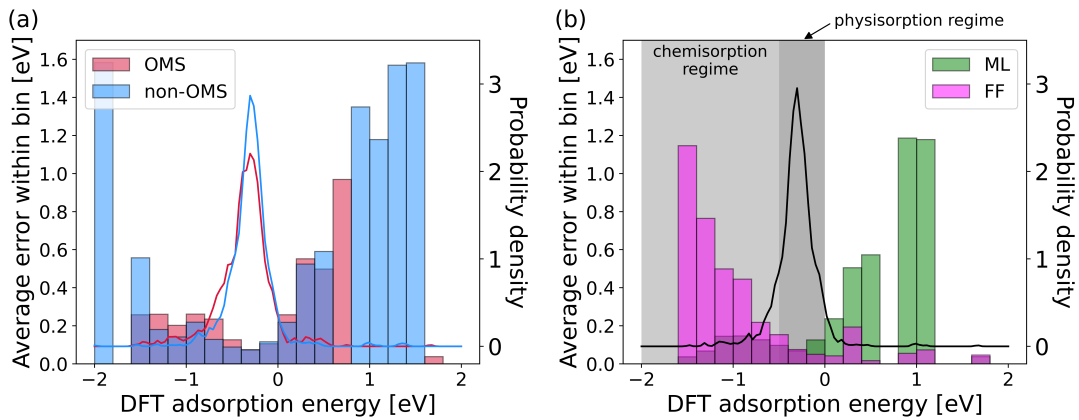 (a)
OMS
non-OMS
Average error within bin [eV]
1.6
1.4
1.2
1.0
0.8
0.6
0.4
0.2
0.0
−2
−1
0
1
2
DFT adsorption energy [eV]
3
2
1
0
Probability density
(b)
physisorption regime
chemisorption
regime
ML
FF
Average error within bin [eV]
1.6
1.4
1.2
1.0
0.8
0.6
0.4
0.2
0.0
−2
−1
0
1
2
DFT adsorption energy [eV]
3
2
1
0
Probability density